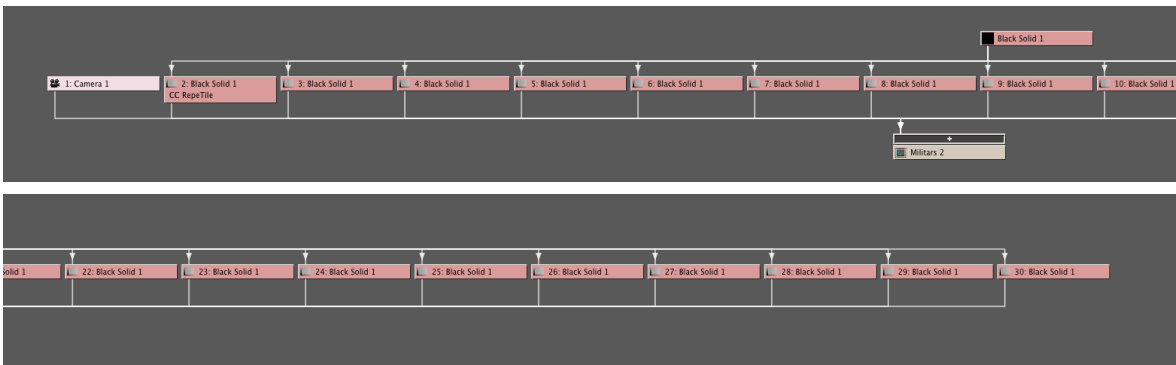 Black Solid 1
1: Camera 1
2: Black Solid 1
CC RepeTile
3: Black Solid 1
4: Black Solid 1
5: Black Solid 1
6: Black Solid 1
7: Black Solid 1
8: Black Solid 1
9: Black Solid 1
10: Black Solid 1
Militars 2
Solid 1
22: Black Solid 1
23: Black Solid 1
24: Black Solid 1
25: Black Solid 1
26: Black Solid 1
27: Black Solid 1
28: Black Solid 1
29: Black Solid 1
30: Black Solid 1